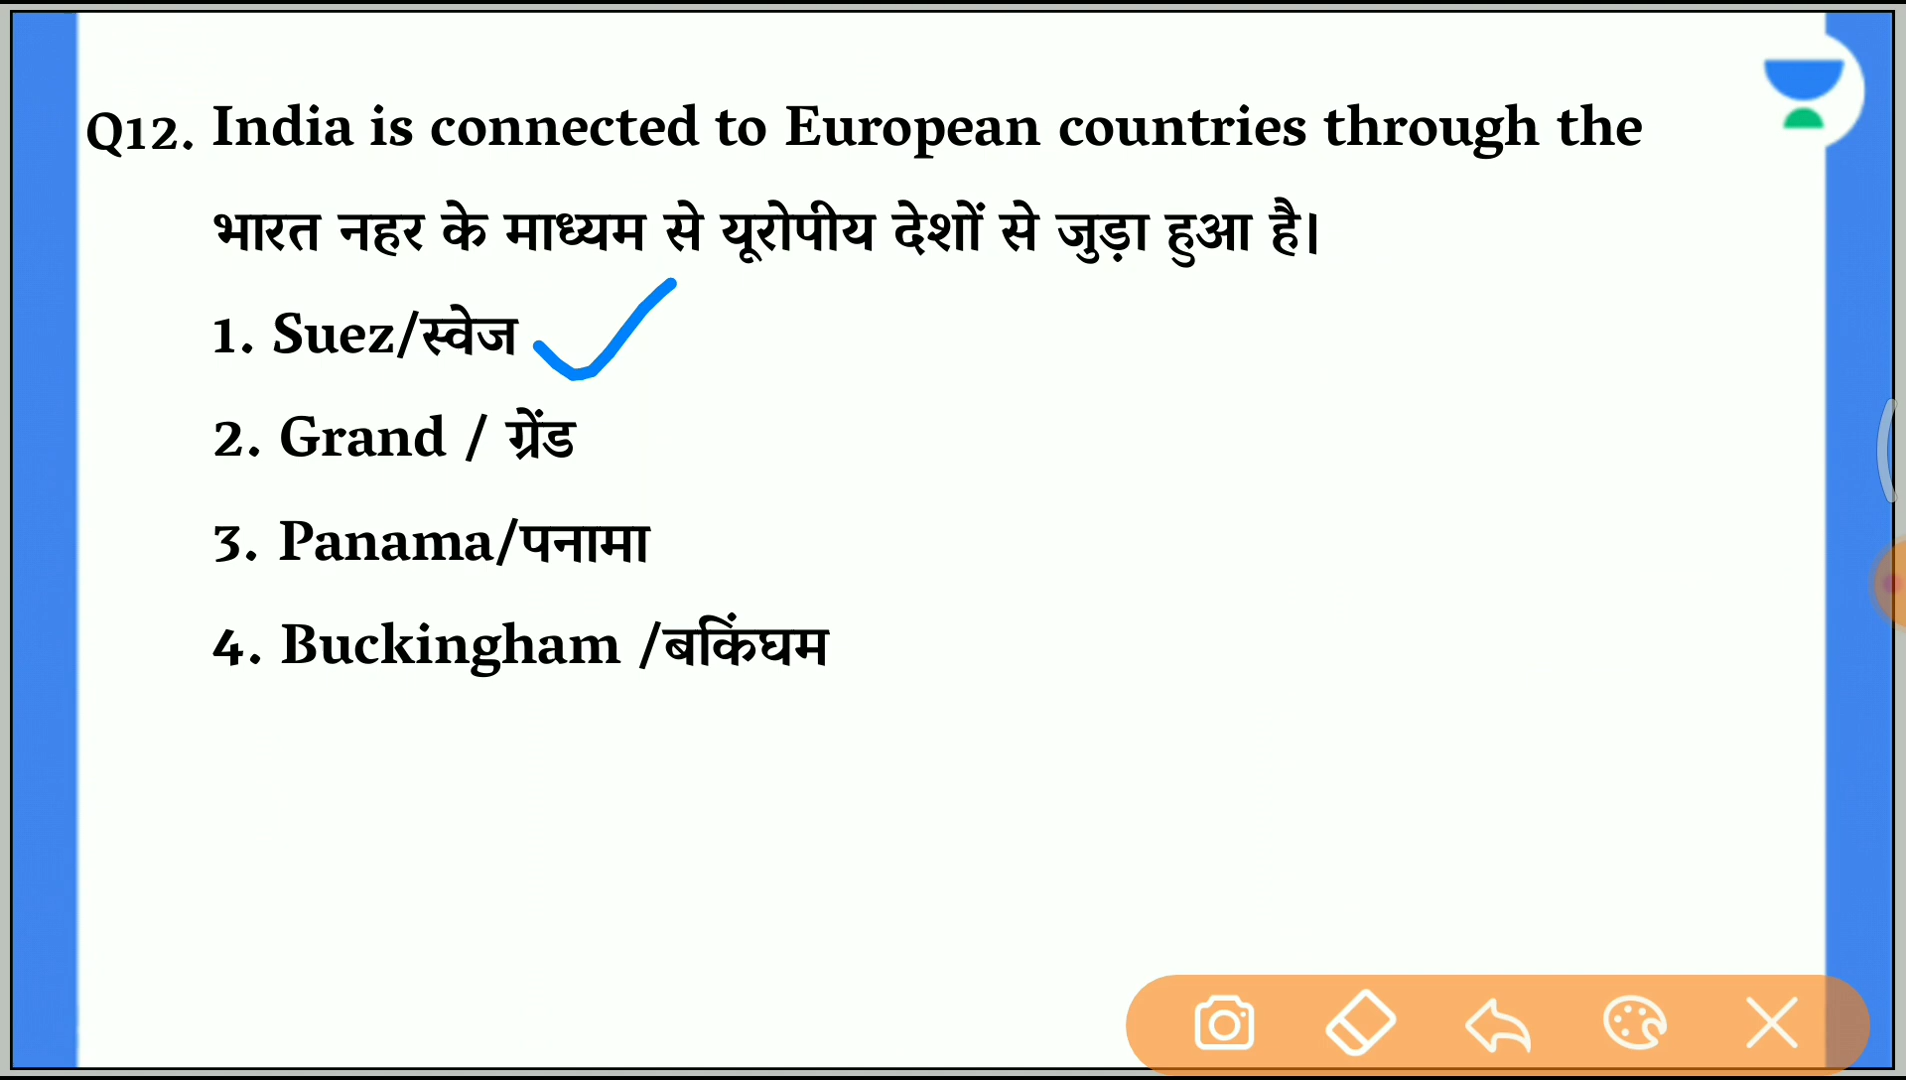 Q12. India is connected to European countries through the
भारत नहर के माध्यम से यूरोपीय देशों से जुड़ा हुआ है।
1. Suez/स्वेज
2. Grand / ग्रेंड
3. Panama/पनामा
4. Buckingham /बकिंघम